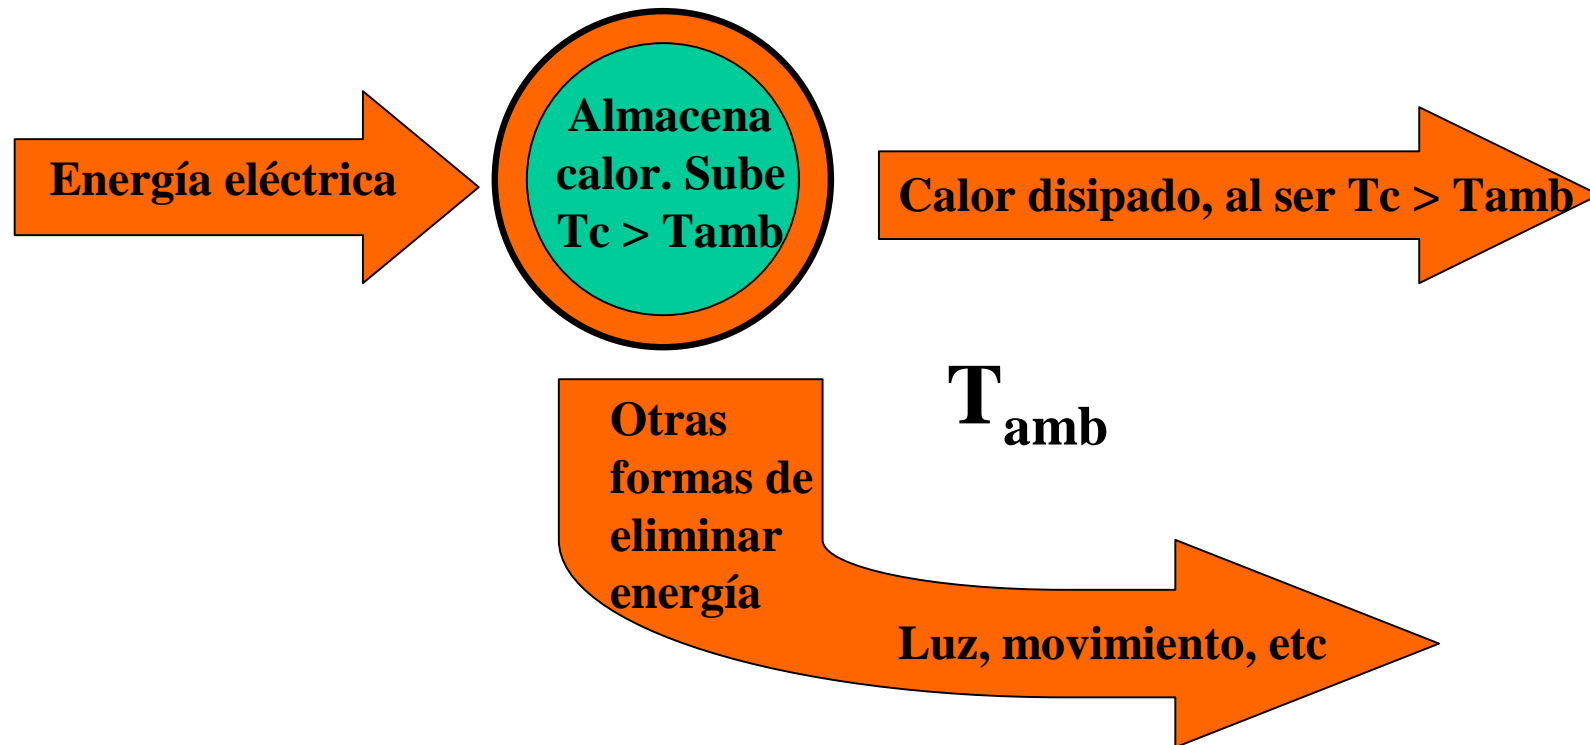 Energía eléctrica
Almacena
calor. Sube
Tc > Tamb
Calor disipado, al ser Tc > Tamb
T_amb
Otras
formas de
eliminar
energía
Luz, movimiento, etc